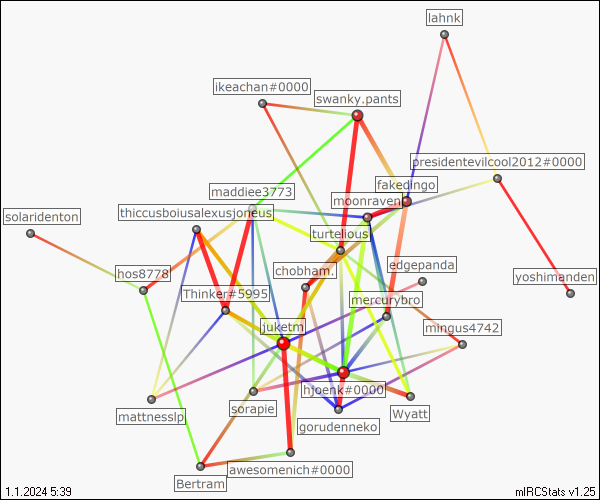 lahnk
ikeachan#0000
swanky.pants
presidentevilcool2012#0000
fakedIngo
maddiee3773
moonraven
thiccusboiusalexusjoneus
solaridenton
turtelious
edgepanda
chobham.
hos8778
yoshimanden
Thinker#5995
mercurybro
juketm
mingus4742
hjoenk#0000
mattnesslp
sorapie
Wyatt
gorudenneko
awesomenich#0000
Bertram
1.1.2024 5:39
mIRCStats v1.25